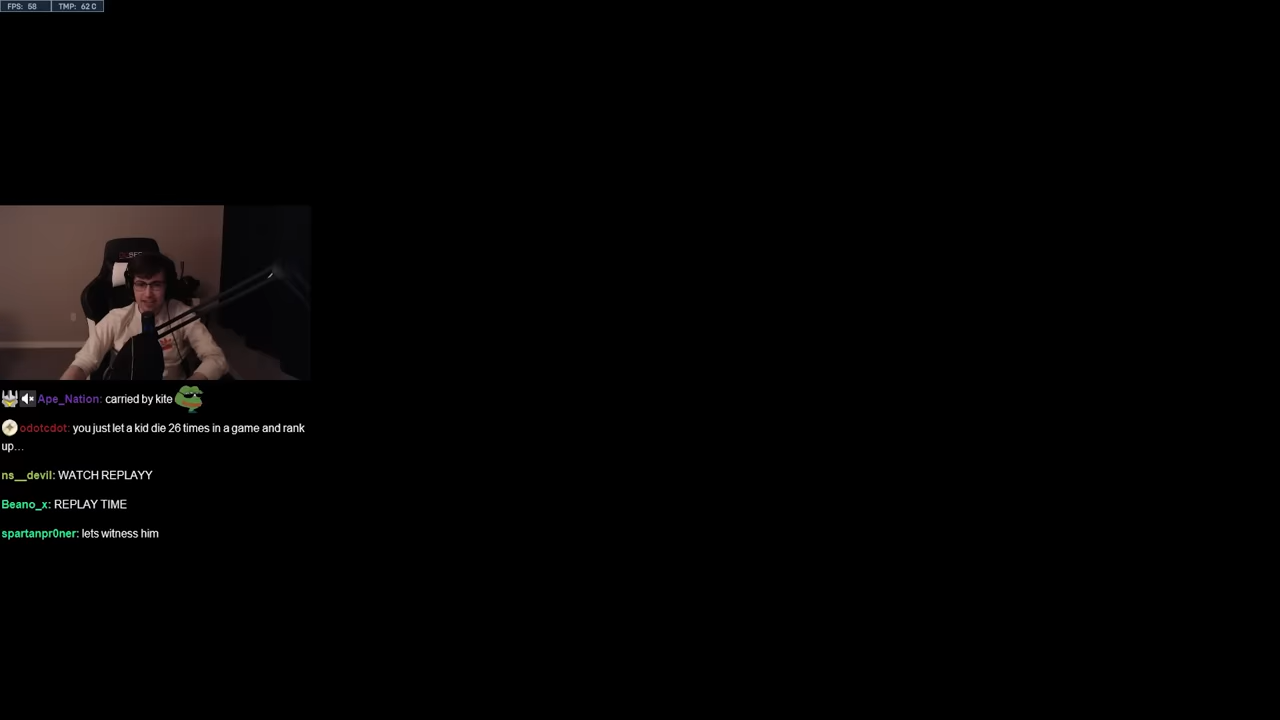 FPS: 58 TMP: 62 C
Ape_Nation: carried by kite
odotcdot: you just let a kid die 26 times in a game and rank
up...
ns__devil: WATCH REPLAYY
Beano_x: REPLAY TIME
spartanpr0ner: lets witness him